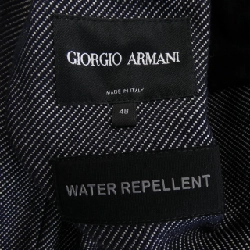 GIORGIO ARMANI
MADE IN ITALY
48
WATER REPELLENT